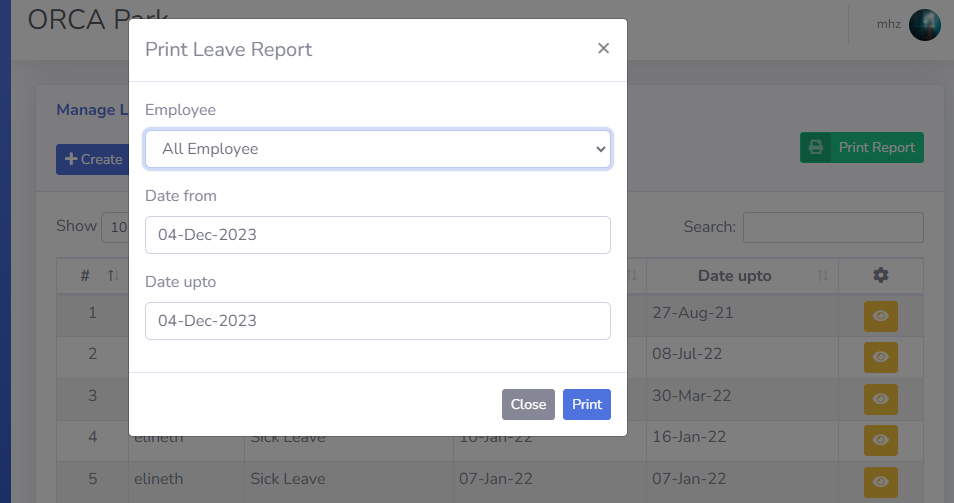 ORCA Park
mhz
Print Leave Report
×
Manage L
Employee
All Employee
Create
Print Report
Date from
04-Dec-2023
Show 10
Search:
Date upto
04-Dec-2023
# Date upto
1 27-Aug-21
2 08-Jul-22
3 30-Mar-22
Close Print
4 elineth Sick Leave 10-Jan-22 16-Jan-22
5 elineth Sick Leave 07-Jan-22 07-Jan-22